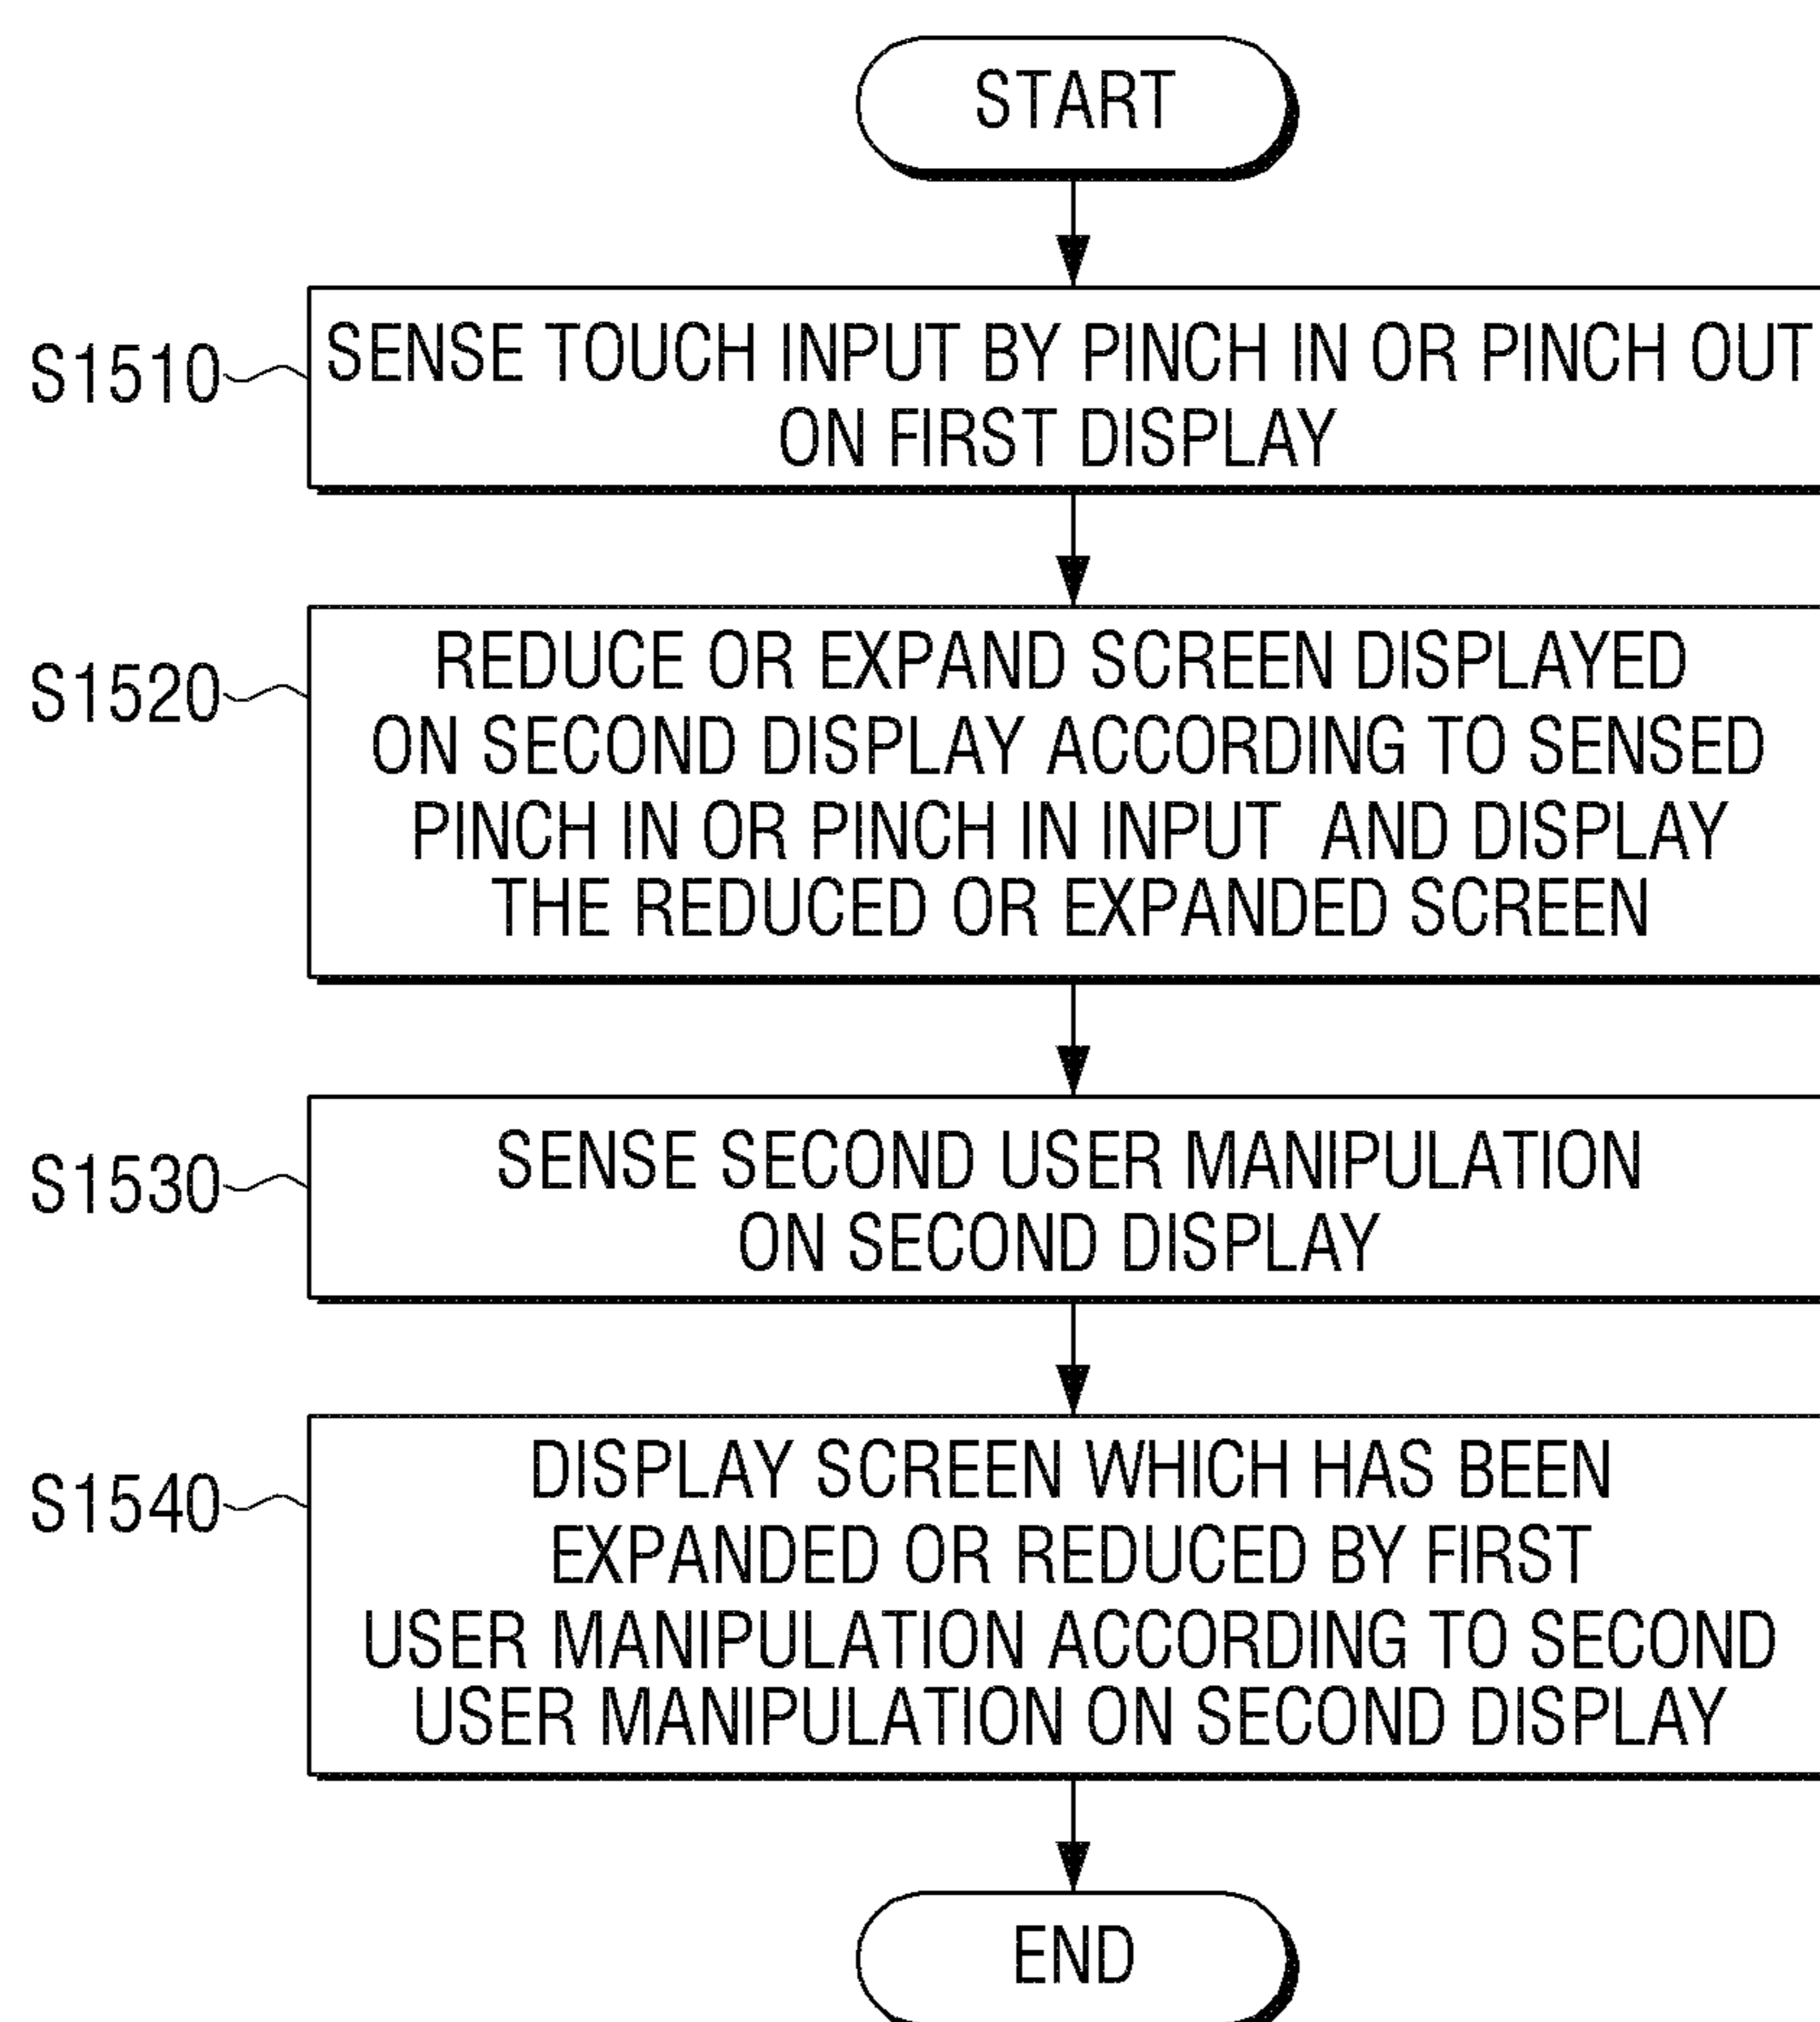 START
S1510
SENSE TOUCH INPUT BY PINCH IN OR PINCH OUT
ON FIRST DISPLAY
S1520
REDUCE OR EXPAND SCREEN DISPLAYED
ON SECOND DISPLAY ACCORDING TO SENSED
PINCH IN OR PINCH IN INPUT AND DISPLAY
THE REDUCED OR EXPANDED SCREEN
S1530
SENSE SECOND USER MANIPULATION
ON SECOND DISPLAY
S1540
DISPLAY SCREEN WHICH HAS BEEN
EXPANDED OR REDUCED BY FIRST
USER MANIPULATION ACCORDING TO SECOND
USER MANIPULATION ON SECOND DISPLAY
END